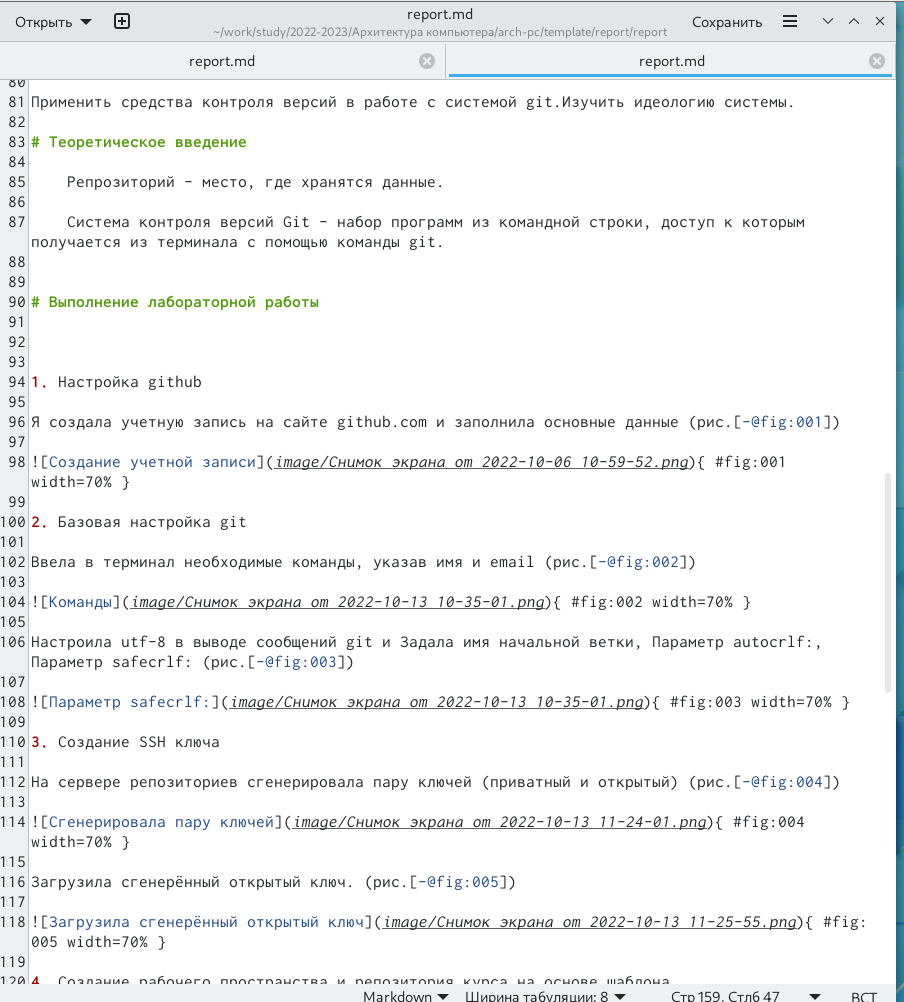 Открыть
report.md
~/work/study/2022-2023/Архитектура компьютера/arch-pc/template/report/report
Сохранить
report.md
report.md
80
81 Применить средства контроля версий в работе с системой git.Изучить идеологию системы.
82
83 # Теоретическое введение
84
85 Репрозиторий – место, где хранятся данные.
86
87 Система контроля версий Git – набор программ из командной строки, доступ к которым
получается из терминала с помощью команды git.
88
89
90 # Выполнение лабораторной работы
91
92
93
94 1. Настройка github
95
96 Я создала учетную запись на сайте github.com и заполнила основные данные (рис.[-@fig:001])
97
98 ![Создание учетной записи](image/Снимок экрана от 2022-10-06 10-59-52.png){ #fig:001
width=70% }
99
100 2. Базовая настройка git
101
102 Ввела в терминал необходимые команды, указав имя и email (рис.[-@fig:002])
103
104 ![Команды](image/Снимок экрана от 2022-10-13 10-35-01.png){ #fig:002 width=70% }
105
106 Настроила utf-8 в выводе сообщений git и Задала имя начальной ветки, Параметр autocrlf:,
Параметр safecrlf: (рис.[-@fig:003])
107
108 ![Параметр safecrlf:](image/Снимок экрана от 2022-10-13 10-35-01.png){ #fig:003 width=70% }
109
110 3. Создание SSH ключа
111
112 На сервере репозиториев сгенерировала пару ключей (приватный и открытый) (рис.[-@fig:004])
113
114 ![Сгенерировала пару ключей](image/Снимок экрана от 2022-10-13 11-24-01.png){ #fig:004
width=70% }
115
116 Загрузила сгенерённый открытый ключ. (рис.[-@fig:005])
117
118 ![Загрузила сгенерённый открытый ключ](image/Снимок экрана от 2022-10-13 11-25-55.png){ #fig:
005 width=70% }
119
120 4. Создание рабочего пространства и репозитория курса на основе шаблона
Markdown Ширина табуляции: 8 Стр 159, Стлб 47 ВСТ